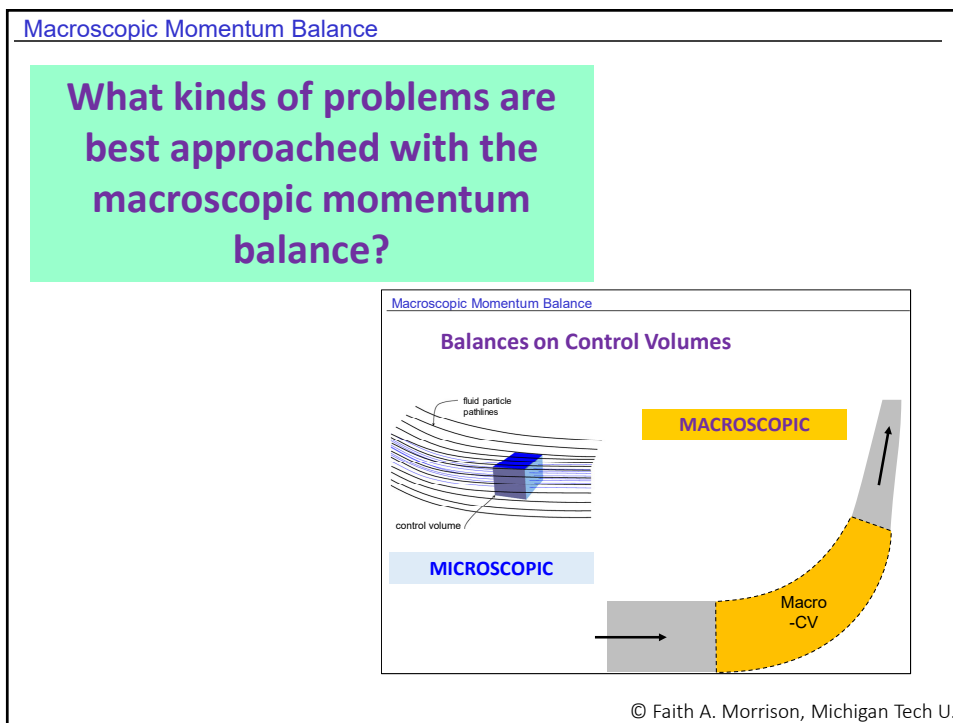 Macroscopic Momentum Balance
What kinds of problems are
best approached with the
macroscopic momentum
balance?
Macroscopic Momentum Balance
Balances on Control Volumes
fluid particle
pathlines
MACROSCOPIC
control volume
MICROSCOPIC
Macro
-CV
© Faith A. Morrison, Michigan Tech U.